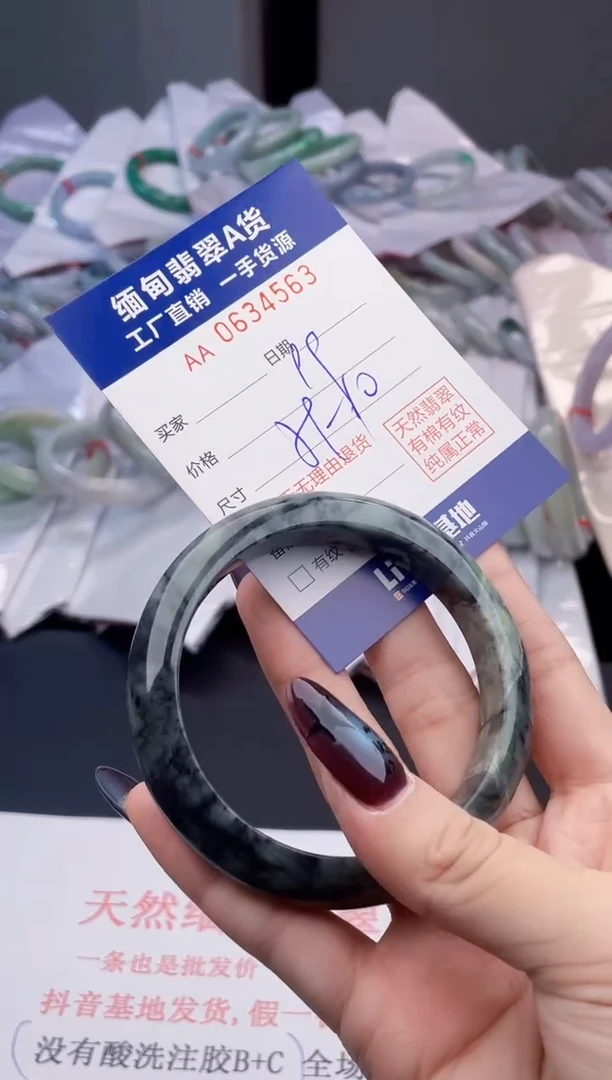 缅甸翡翠A货
工厂直销 一手货源
AA 0634563
日期
买家
价格
尺寸
无理由退货
天然翡翠
有棉有纹
纯属正常
有纹
基地
天然
一条也是批发价
抖音基地发货,假一
没有酸洗注胶B+C 全场